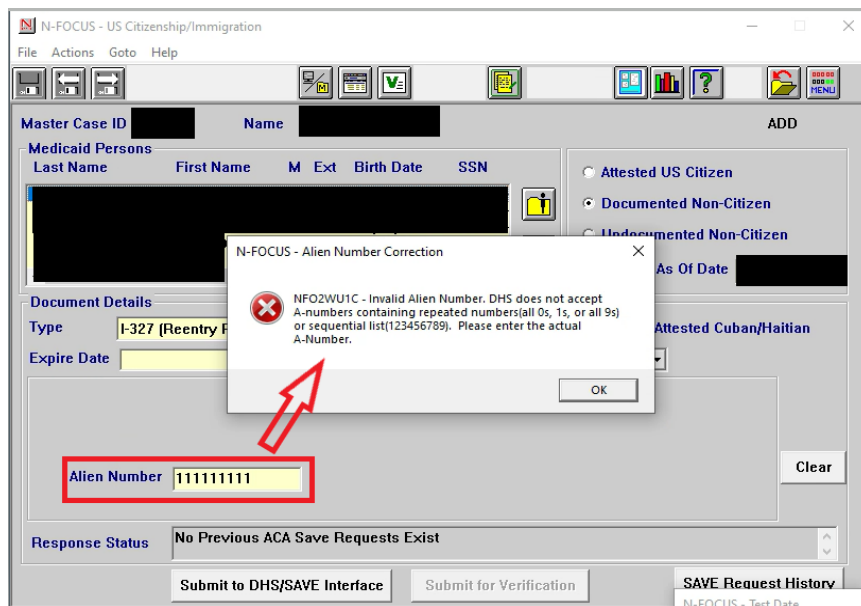 N-FOCUS - US Citizenship/Immigration
File Actions Goto Help
MENU
Master Case ID Name ADD
Medicaid Persons
Last Name First Name M Ext Birth Date SSN
Attested US Citizen
Documented Non-Citizen
Undocumented Non-Citizen
As Of Date
N-FOCUS - Alien Number Correction
NFO2WU1C - Invalid Alien Number. DHS does not accept
A-numbers containing repeated numbers(all 0s, 1s, or all 9s)
or sequential list(123456789). Please enter the actual
A-Number.
OK
Document Details
Type I-327 (Reentry Attested Cuban/Haitian
Expire Date
Alien Number 111111111
Clear
Response Status No Previous ACA Save Requests Exist
Submit to DHS/SAVE Interface Submit for Verification SAVE Request History
N-FOCUS - Test Date